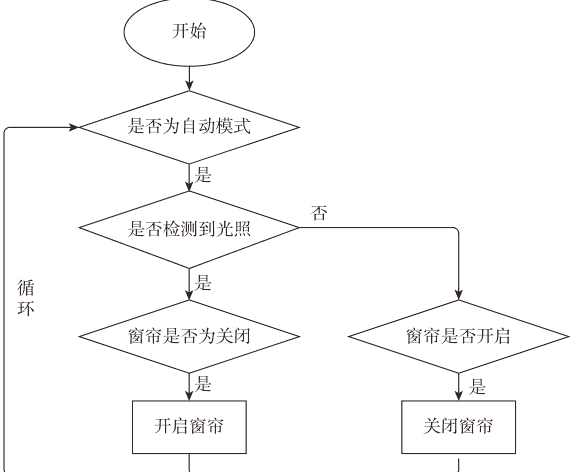 开始
是否为自动模式
是
是否检测到光照
否
是
窗帘是否为关闭
窗帘是否开启
循
环
是
是
开启窗帘
关闭窗帘